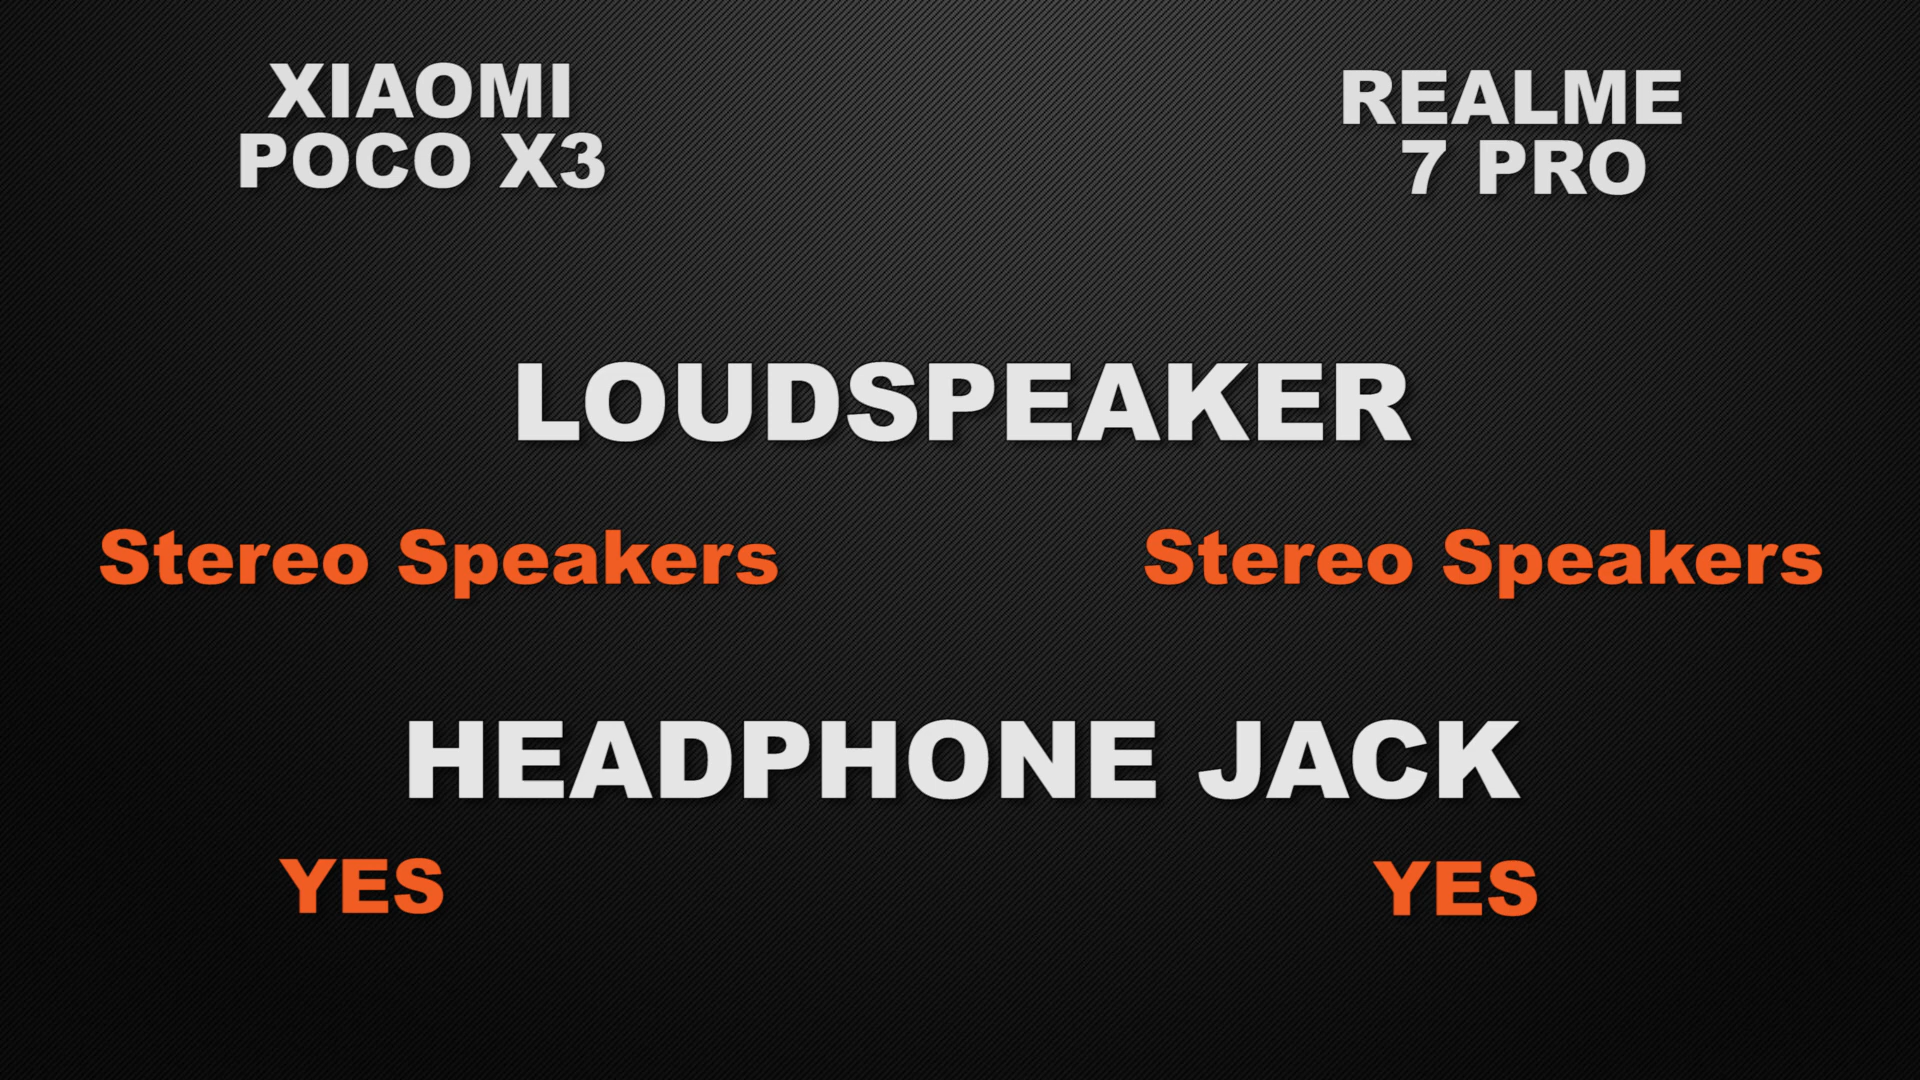 XIAOMI
POCO X3
REALME
7 PRO
LOUDSPEAKER
Stereo Speakers
Stereo Speakers
HEADPHONE JACK
YES
YES